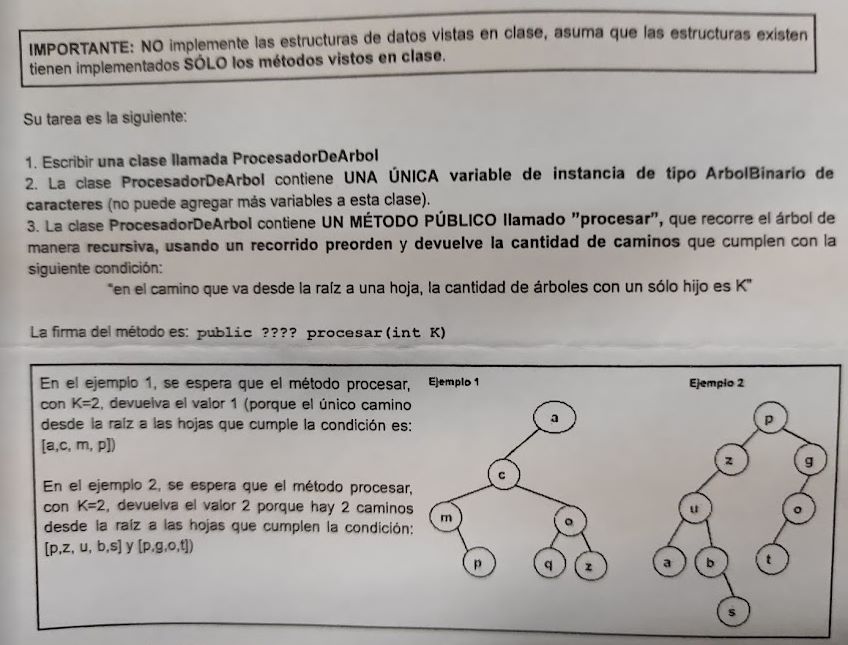 IMPORTANTE: NO implemente las estructuras de datos vistas en clase, asuma que las estructuras existen
tienen implementados SÓLO los métodos vistos en clase.
Su tarea es la siguiente:
1. Escribir una clase llamada ProcesadorDeArbol
2. La clase ProcesadorDeArbol contiene UNA ÚNICA variable de instancia de tipo ArbolBinario de
caracteres (no puede agregar más variables a esta clase).
3. La clase ProcesadorDeArbol contiene UN MÉTODO PÚBLICO llamado "procesar", que recorre el árbol de
manera recursiva, usando un recorrido preorden y devuelve la cantidad de caminos que cumplen con la
siguiente condición:
"en el camino que va desde la raíz a una hoja, la cantidad de árboles con un sólo hijo es K"
La firma del método es: public ???? procesar(int K)
En el ejemplo 1, se espera que el método procesar,
con K=2, devuelva el valor 1 (porque el único camino
desde la raíz a las hojas que cumple la condición es:
[a,c, m, p])
En el ejemplo 2, se espera que el método procesar,
con K=2, devuelva el valor 2 porque hay 2 caminos
desde la raíz a las hojas que cumplen la condición:
[p,z, u, b,s] y [p,g,o,t])
Ejemplo 1
a
c
m
o
p
q
z
Ejemplo 2
p
z
g
u
o
a
b
t
s